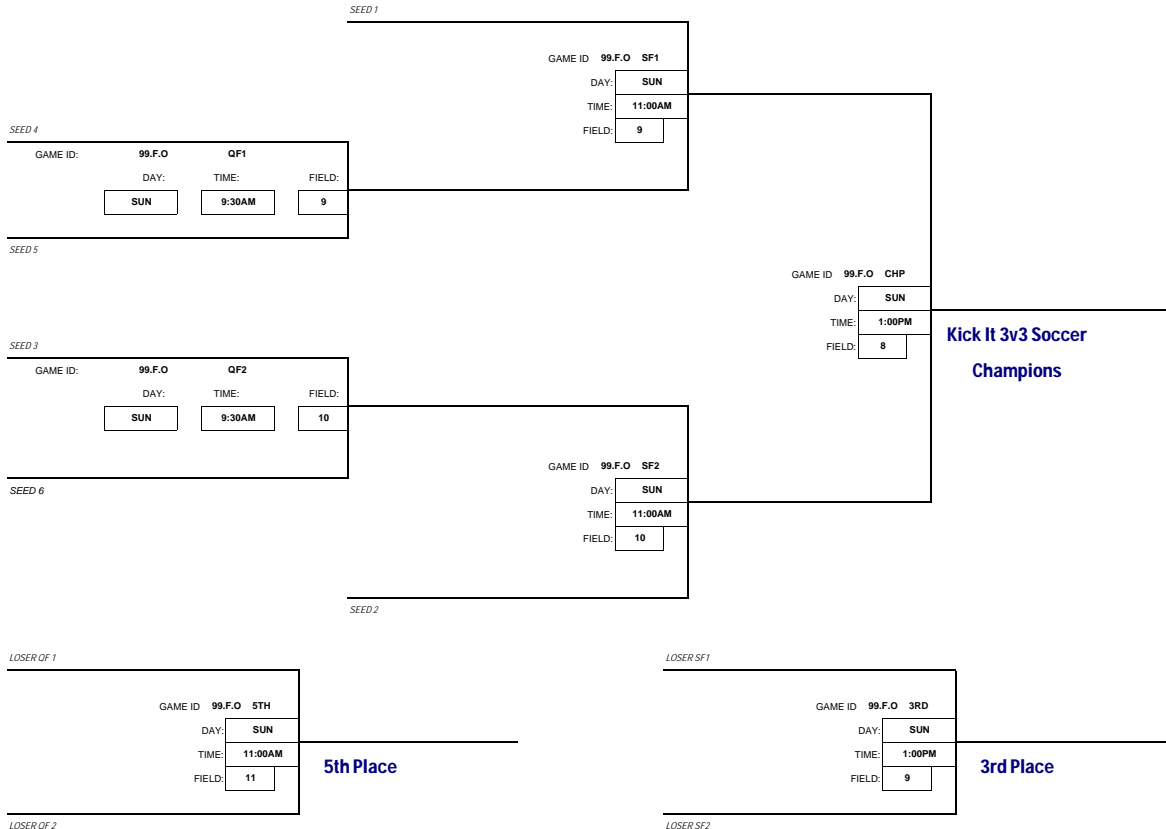 SEED 1
GAME ID 99.F.O SF1
DAY: SUN
TIME: 11:00AM
FIELD: 9
SEED 4
GAME ID: 99.F.O QF1
DAY: TIME: FIELD:
SUN 9:30AM 9
SEED 5
GAME ID 99.F.O CHP
DAY: SUN
TIME: 1:00PM
FIELD: 8
Kick It 3v3 Soccer
Champions
SEED 3
GAME ID: 99.F.O QF2
DAY: TIME: FIELD:
SUN 9:30AM 10
SEED 6
GAME ID 99.F.O SF2
DAY: SUN
TIME: 11:00AM
FIELD: 10
SEED 2
LOSER QF 1
GAME ID 99.F.O 5TH
DAY: SUN
TIME: 11:00AM
FIELD: 11
5th Place
LOSER QF 2
LOSER SF1
GAME ID 99.F.O 3RD
DAY: SUN
TIME: 1:00PM
FIELD: 9
3rd Place
LOSER SF2